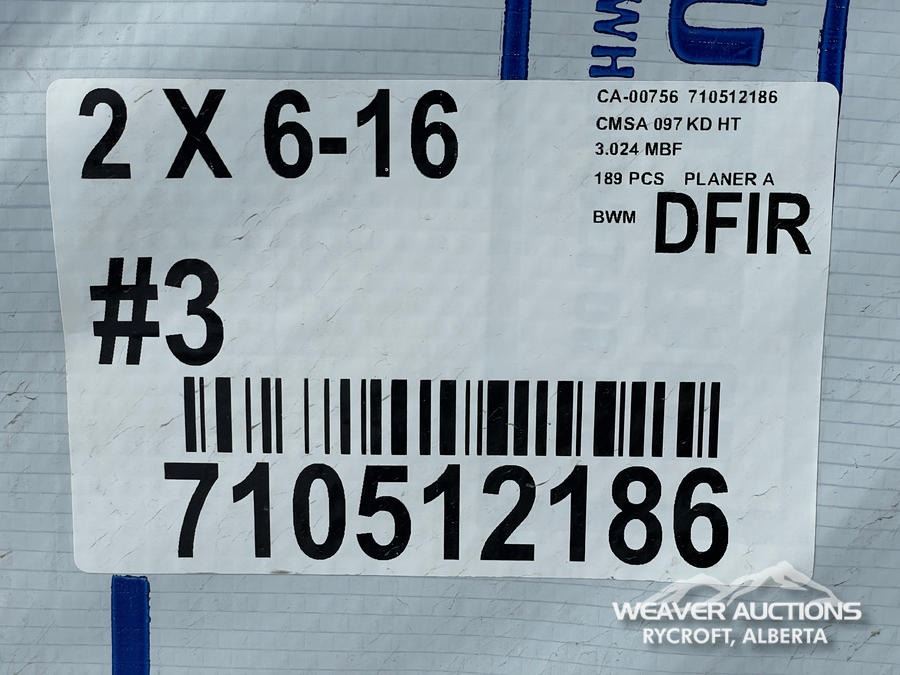 2 X 6-16
CA-00756 710512186
CMSA 097 KD HT
3.024 MBF
189 PCS PLANER A
BWM DFIR
#3
710512186
WEAVER AUCTIONS
RYCROFT, ALBERTA